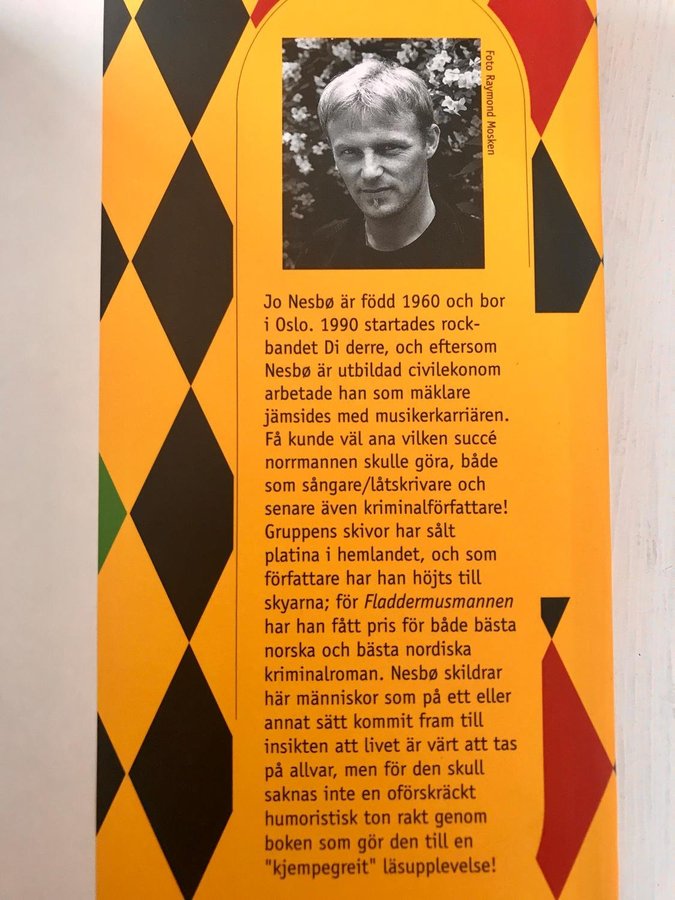 Foto Raymond Mosken
Jo Nesbø är född 1960 och bor
i Oslo. 1990 startades rock-
bandet Di derre, och eftersom
Nesbø är utbildad civilekonom
arbetade han som mäklare
jämsides med musikerkarriären.
Få kunde väl ana vilken succé
norrmannen skulle göra, både
som sångare/låtskrivare och
senare även kriminalförfattare!
Gruppens skivor har sålt
platina i hemlandet, och som
författare har han höjts till
skyarna; för Fladdermusmannen
har han fått pris för både bästa
norska och bästa nordiska
kriminalroman. Nesbø skildrar
här människor som på ett eller
annat sätt kommit fram till
insikten att livet är värt att tas
på allvar, men för den skull
saknas inte en oförskräckt
humoristisk ton rakt genom
boken som gör den till en
"kjempegreit" läsupplevelse!